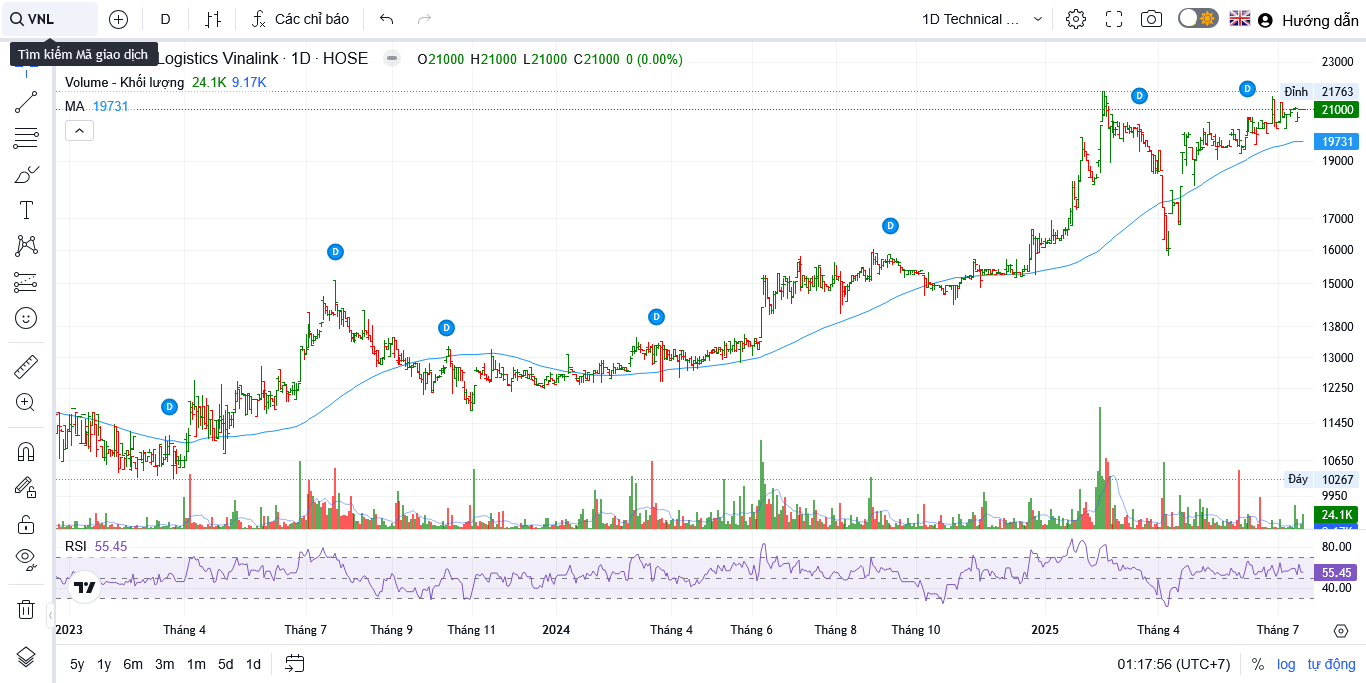 VNL
D
Các chỉ báo
1D Technical ...
Hướng dẫn
Tìm kiếm Mã giao dịch
Logistics Vinalink · 1D · HOSE
O21000 H21000 L21000 C21000 0 (0.00%)
Volume - Khối lượng 24.1K 9.17K
MA 19731
T
23000
Đỉnh 21763
21000
19731
19000
17000
16000
15000
13800
13000
12250
11450
10650
Đáy 10267
9950
24.1K
D
D
D
D
D
D
D
RSI 55.45
80.00
55.45
40.00
2023 Tháng 4 Tháng 7 Tháng 9 Tháng 11 2024 Tháng 4 Tháng 6 Tháng 8 Tháng 10 2025 Tháng 4 Tháng 7
5y 1y 6m 3m 1m 5d 1d
01:17:56 (UTC+7) % log tự động